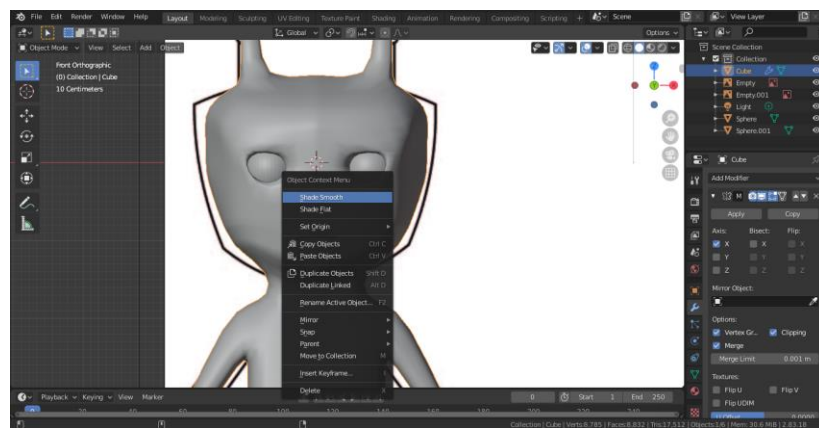 File Edit Render Window Help Layout Modeling Sculpting UV Editing Texture Paint Shading Animation Rendering Compositing Scripting + Scene View Layer
Global Options
Object Mode View Select Add Object
Front Orthographic
(0) Collection | Cube
10 Centimeters
Object Context Menu
Shade Smooth
Shade Flat
Set Origin
Copy Objects Ctrl C
Paste Objects Ctrl V
Duplicate Objects Shift D
Duplicate Linked Alt D
Rename Active Object... F2
Mirror
Snap
Parent
Move to Collection M
Insert Keyframe... I
Delete X
Scene Collection
Collection
Cube
Empty
Empty.001
Light
Sphere
Sphere.001
Cube
Add Modifier
M
Apply Copy
Axis: Bisect: Flip:
X X X
Y Y Y
Z Z Z
Mirror Object:
Options:
Vertex Gr.. Clipping
Merge
Merge Limit 0.001 m
Textures:
Flip U Flip V
Flip UDIM
Playback Keying View Marker 0 Start 1 End 250
Collection | Cube | Verts:8,785 | Faces:8,832 | Tris:17,512 | Objects:1/6 | Mem: 30.6 MiB | 2.83.18